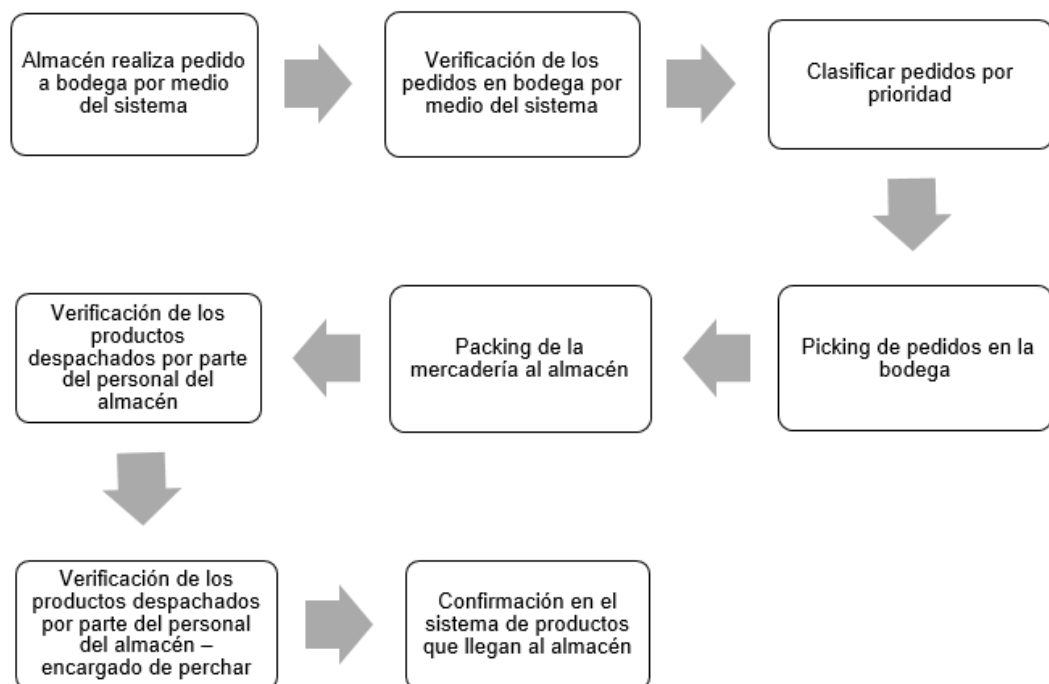 Almacén realiza pedido
a bodega por medio
del sistema
Verificación de los
pedidos en bodega por
medio del sistema
Clasificar pedidos por
prioridad
Picking de pedidos en la
bodega
Packing de la
mercadería al almacén
Verificación de los
productos
despachados por parte
del personal del
almacén
Verificación de los
productos despachados
por parte del personal
del almacén –
encargado de perchar
Confirmación en el
sistema de productos
que llegan al almacén